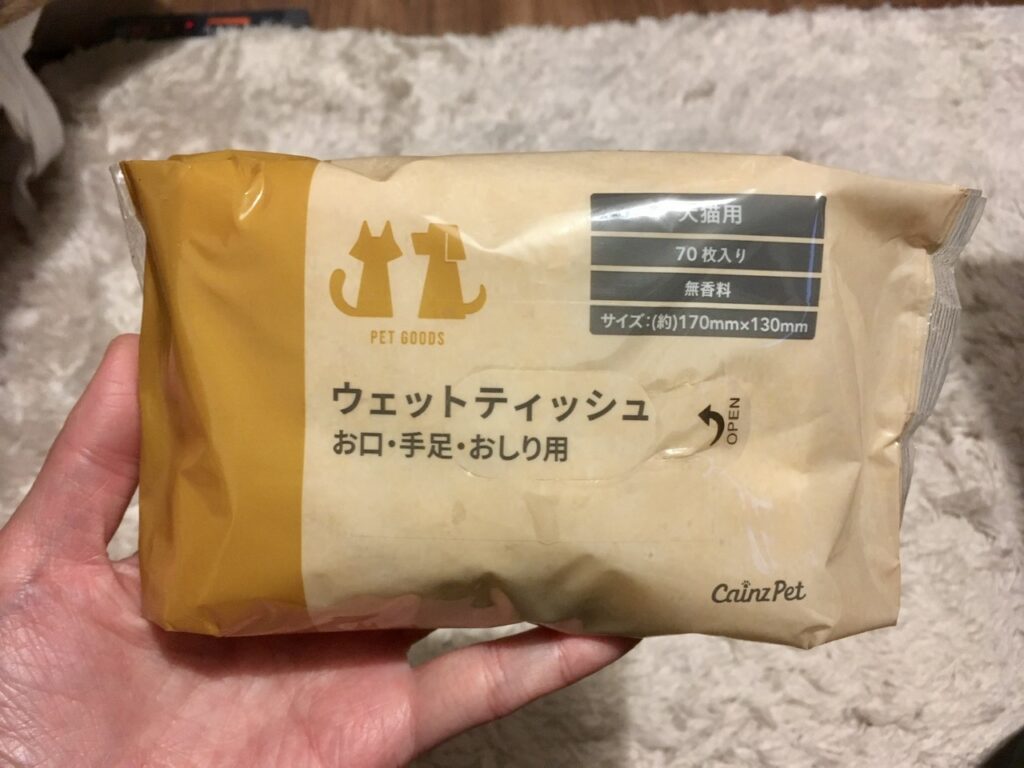 犬猫用
70枚入り
無香料
サイズ:(約)170mm×130mm
PET GOODS
ウェットティッシュ
お口・手足・おしり用
OPEN
CainzPet